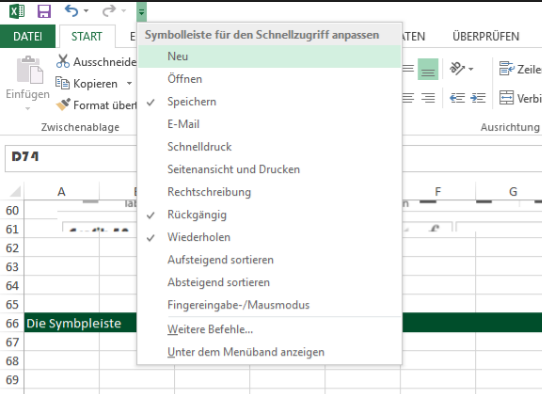 Symbolleiste für den Schnellzugriff anpassen
DATEI START E TEN ÜBERPRÜFEN
Neu
Ausschneide
Öffnen
Kopieren
Speichern
Einfügen
Format übert
E-Mail
Zeile
Verbi
Zwischenablage
Schnelldruck
Ausrichtung
D74
Seitenansicht und Drucken
Rechtschreibung
A F G
60
Rückgängig
61
Wiederholen
62
Aufsteigend sortieren
63
Absteigend sortieren
64
Fingereingabe-/Mausmodus
65
66 Die Symbpleiste
Weitere Befehle...
67
Unter dem Menüband anzeigen
68
69